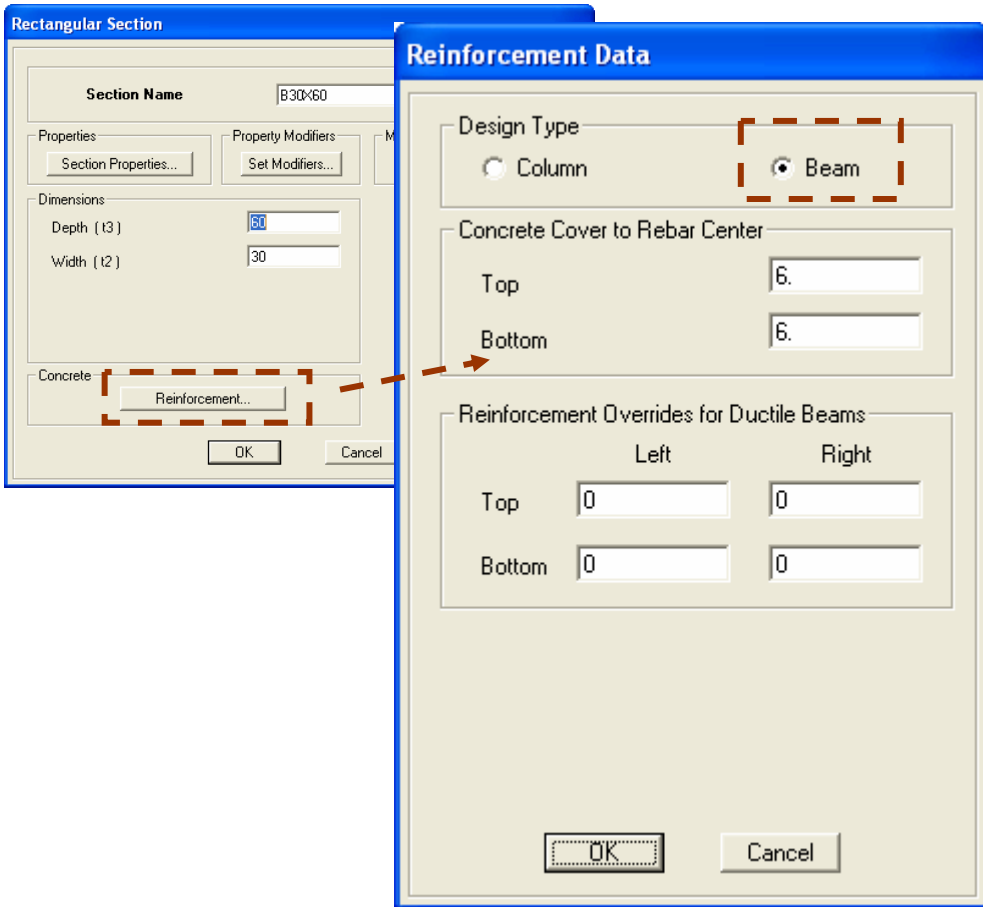 Rectangular Section
Section Name B30X60
Properties Property Modifiers M
Section Properties... Set Modifiers...
Dimensions
Depth ( t3 ) 60
Width ( t2 ) 30
Concrete
Reinforcement...
OK Cancel
Reinforcement Data
Design Type
Column Beam
Concrete Cover to Rebar Center
Top 6.
Bottom 6.
Reinforcement Overrides for Ductile Beams
Left Right
Top 0 0
Bottom 0 0
OK Cancel